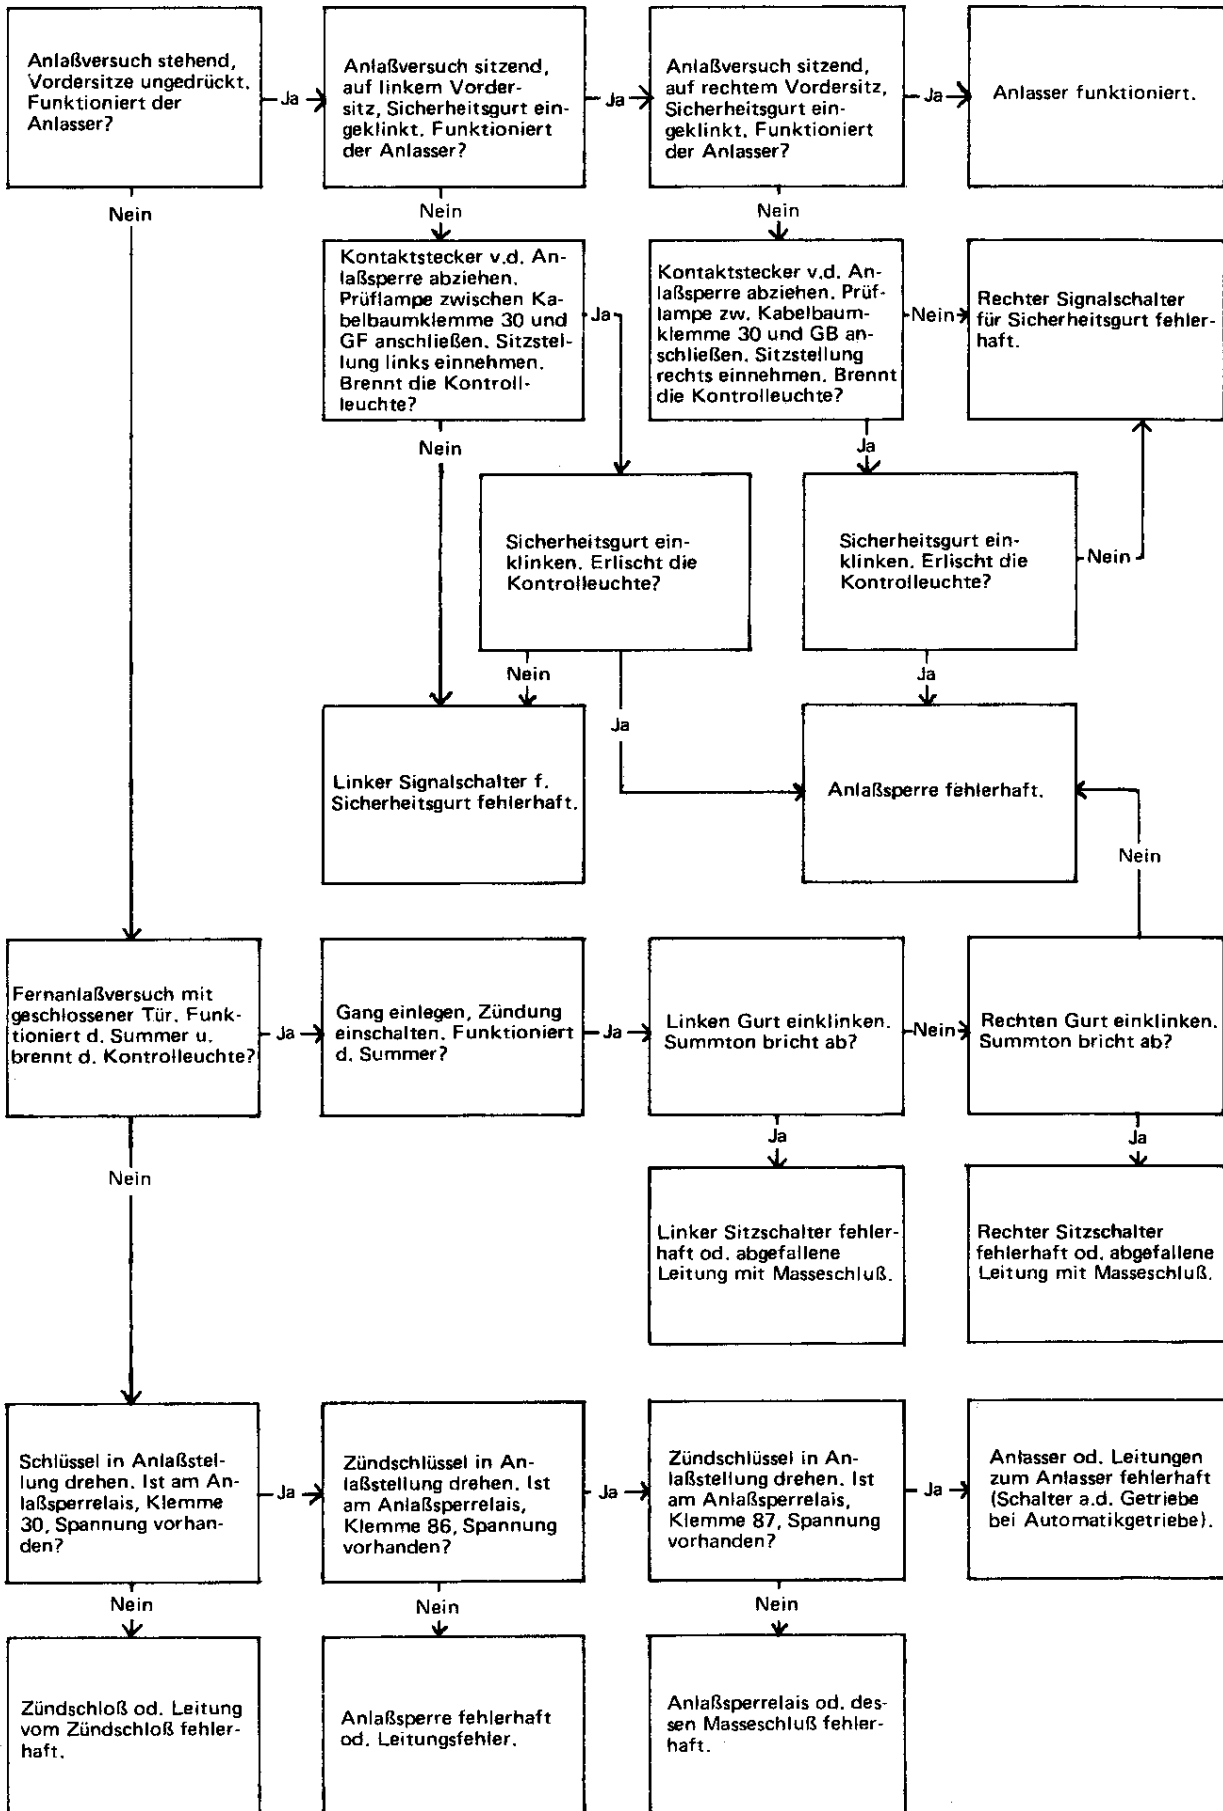 Anlaßversuch stehend,
Vordersitze ungedrückt.
Funktioniert der
Anlasser?
Ja
Anlaßversuch sitzend,
auf linkem Vorder-
sitz, Sicherheitsgurt ein-
geklinkt. Funktioniert
der Anlasser?
Ja
Anlaßversuch sitzend,
auf rechtem Vordersitz,
Sicherheitsgurt ein-
geklinkt. Funktioniert
der Anlasser?
Ja
Anlasser funktioniert.
Nein
Nein
Nein
Kontaktstecker v.d. An-
laßsperre abziehen.
Prüflampe zwischen Ka-
belbaumklemme 30 und
GF anschließen. Sitzstel-
lung links einnehmen.
Brennt die Kontroll-
leuchte?
Ja
Kontaktstecker v.d. An-
laßsperre abziehen. Prüf-
lampe zw. Kabelbaum-
klemme 30 und GB an-
schließen. Sitzstellung
rechts einnehmen. Brennt
die Kontrolleuchte?
Nein
Rechter Signalschalter
für Sicherheitsgurt fehler-
haft.
Nein
Ja
Sicherheitsgurt ein-
klinken. Erlischt die
Kontrolleuchte?
Sicherheitsgurt ein-
klinken. Erlischt die
Kontrolleuchte?
Nein
Nein
Ja
Ja
Linker Signalschalter f.
Sicherheitsgurt fehlerhaft.
Anlaßsperre fehlerhaft.
Nein
Fernanlaßversuch mit
geschlossener Tür. Funk-
tioniert d. Summer u.
brennt d. Kontrolleuchte?
Ja
Gang einlegen, Zündung
einschalten. Funktioniert
d. Summer?
Ja
Linken Gurt einklinken.
Summton bricht ab?
Nein
Rechten Gurt einklinken.
Summton bricht ab?
Nein
Ja
Ja
Linker Sitzschalter fehler-
haft od. abgefallene
Leitung mit Masseschluß.
Rechter Sitzschalter
fehlerhaft od. abgefallene
Leitung mit Masseschluß.
Schlüssel in Anlaßstel-
lung drehen. Ist am An-
laßsperrelais, Klemme
30, Spannung vorhan-
den?
Ja
Zündschlüssel in An-
laßstellung drehen. Ist
am Anlaßsperrelais,
Klemme 86, Spannung
vorhanden?
Ja
Zündschlüssel in An-
laßstellung drehen. Ist
am Anlaßsperrelais,
Klemme 87, Spannung
vorhanden?
Ja
Anlasser od. Leitungen
zum Anlasser fehlerhaft
(Schalter a.d. Getriebe
bei Automatikgetriebe).
Nein
Nein
Nein
Zündschloß od. Leitung
vom Zündschloß fehler-
haft.
Anlaßsperre fehlerhaft
od. Leitungsfehler.
Anlaßsperrelais od. des-
sen Masseschluß fehler-
haft.